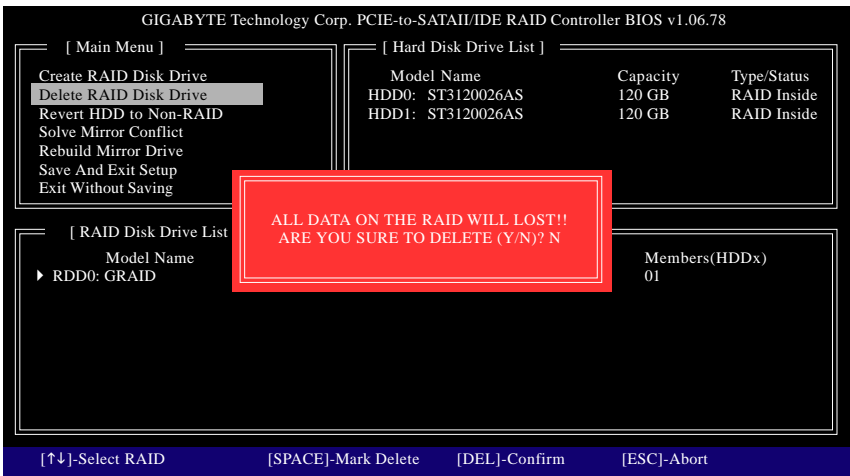 GIGABYTE Technology Corp. PCIE-to-SATAII/IDE RAID Controller BIOS v1.06.78
[ Main Menu ]
Create RAID Disk Drive
Delete RAID Disk Drive
Revert HDD to Non-RAID
Solve Mirror Conflict
Rebuild Mirror Drive
Save And Exit Setup
Exit Without Saving
[ Hard Disk Drive List ]
Model Name Capacity Type/Status
HDD0: ST3120026AS 120 GB RAID Inside
HDD1: ST3120026AS 120 GB RAID Inside
ALL DATA ON THE RAID WILL LOST!!
ARE YOU SURE TO DELETE (Y/N)? N
[ RAID Disk Drive List
Model Name Members(HDDx)
RDD0: GRAID 01
[↑↓]-Select RAID [SPACE]-Mark Delete [DEL]-Confirm [ESC]-Abort